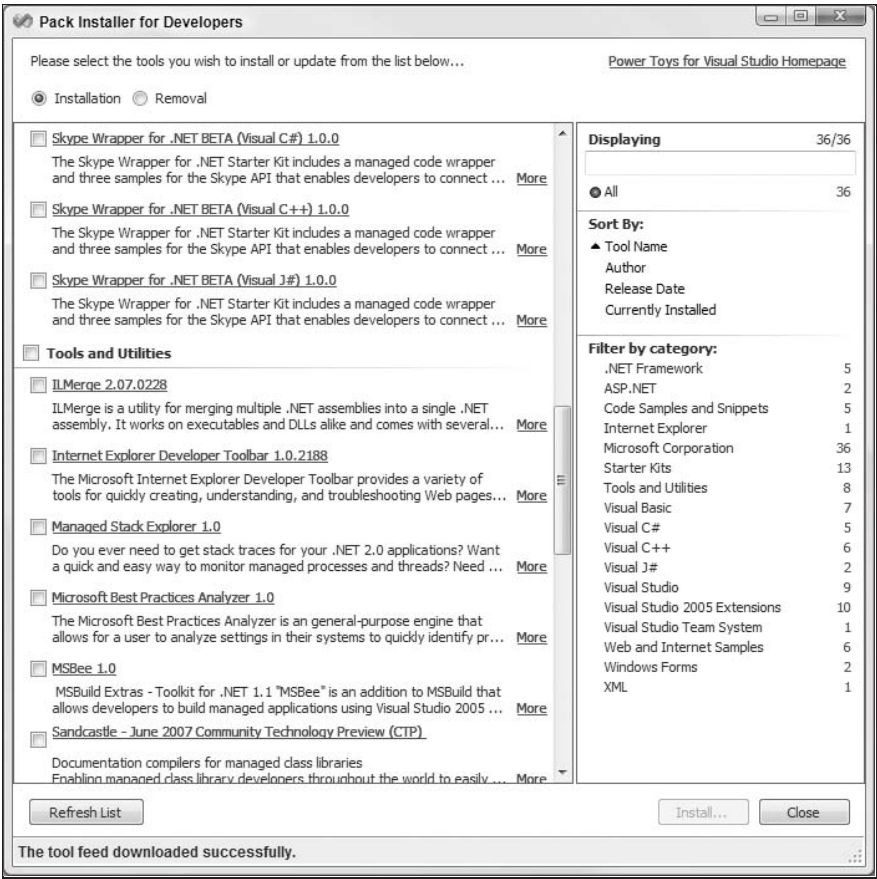 Pack Installer for Developers
Please select the tools you wish to install or update from the list below...
Power Toys for Visual Studio Homepage
Installation
Removal
Skype Wrapper for .NET BETA (Visual C#) 1.0.0
The Skype Wrapper for .NET Starter Kit includes a managed code wrapper
and three samples for the Skype API that enables developers to connect ... More
Skype Wrapper for .NET BETA (Visual C++) 1.0.0
The Skype Wrapper for .NET Starter Kit includes a managed code wrapper
and three samples for the Skype API that enables developers to connect ... More
Skype Wrapper for .NET BETA (Visual J#) 1.0.0
The Skype Wrapper for .NET Starter Kit includes a managed code wrapper
and three samples for the Skype API that enables developers to connect ... More
Tools and Utilities
ILMerge 2.07.0228
ILMerge is a utility for merging multiple .NET assemblies into a single .NET
assembly. It works on executables and DLLs alike and comes with several... More
Internet Explorer Developer Toolbar 1.0.2188
The Microsoft Internet Explorer Developer Toolbar provides a variety of
tools for quickly creating, understanding, and troubleshooting Web pages... More
Managed Stack Explorer 1.0
Do you ever need to get stack traces for your .NET 2.0 applications? Want
a quick and easy way to monitor managed processes and threads? Need ... More
Microsoft Best Practices Analyzer 1.0
The Microsoft Best Practices Analyzer is an general-purpose engine that
allows for a user to analyze settings in their systems to quickly identify pr... More
MSBee 1.0
MSBuild Extras - Toolkit for .NET 1.1 "MSBee" is an addition to MSBuild that
allows developers to build managed applications using Visual Studio 2005 ... More
Sandcastle - June 2007 Community Technology Preview (CTP)
Documentation compilers for managed class libraries
Enabling managed class library developers throughout the world to easily ... More
Displaying 36/36
All 36
Sort By:
Tool Name
Author
Release Date
Currently Installed
Filter by category:
.NET Framework 5
ASP.NET 2
Code Samples and Snippets 5
Internet Explorer 1
Microsoft Corporation 36
Starter Kits 13
Tools and Utilities 8
Visual Basic 7
Visual C# 5
Visual C++ 6
Visual J# 2
Visual Studio 9
Visual Studio 2005 Extensions 10
Visual Studio Team System 1
Web and Internet Samples 6
Windows Forms 2
XML 1
Refresh List
Install...
Close
The tool feed downloaded successfully.